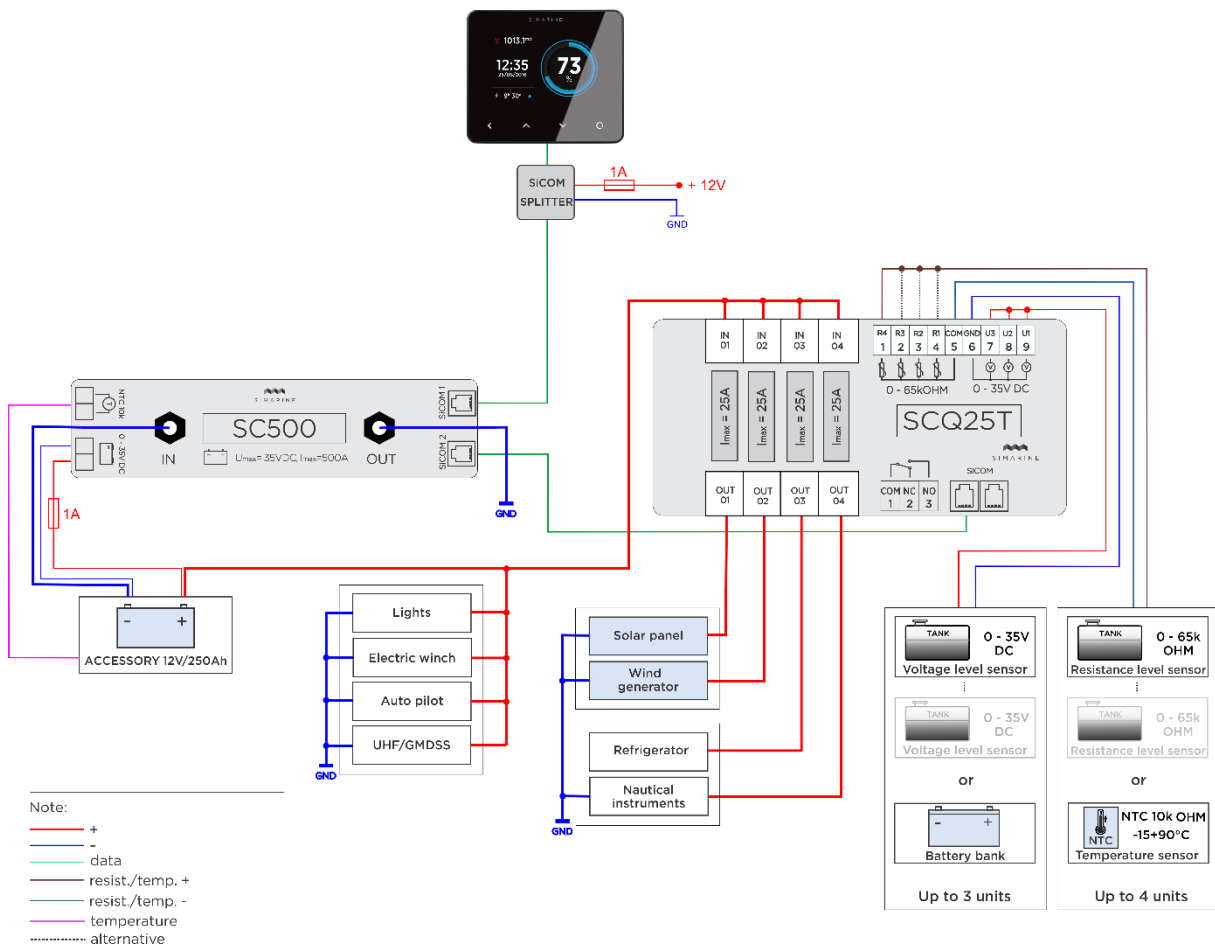 SIMARINE
1013.1
12:35
73
%
9° 30°
SiCOM
SPLITTER
1A
+ 12V
GND
NTC 10k
0 - 35V DC
SIMARINE
SC500
IN
Umax= 35VDC, Imax=500A
OUT
SICOM 1
SICOM 2
GND
1A
- +
ACCESSORY 12V/250Ah
IN
01
IN
02
IN
03
IN
04
Imax = 25A
Imax = 25A
Imax = 25A
Imax = 25A
OUT
01
OUT
02
OUT
03
OUT
04
R4 R3 R2 R1 COM GND U3 U2 U1
1 2 3 4 5 6 7 8 9
V V V
0 - 65kOHM
0 - 35V DC
SCQ25T
SIMARINE
SICOM
COM NC NO
1 2 3
Lights
Electric winch
Auto pilot
UHF/GMDSS
GND
Solar panel
Wind
generator
Refrigerator
Nautical
instruments
GND
TANK
0 - 35V
DC
Voltage level sensor
TANK
0 - 35V
DC
Voltage level sensor
or
- +
Battery bank
Up to 3 units
TANK
0 - 65k
OHM
Resistance level sensor
TANK
0 - 65k
OHM
Resistance level sensor
or
NTC
NTC 10k OHM
-15+90°C
Temperature sensor
Up to 4 units
Note:
+
-
data
resist./temp. +
resist./temp. -
temperature
alternative